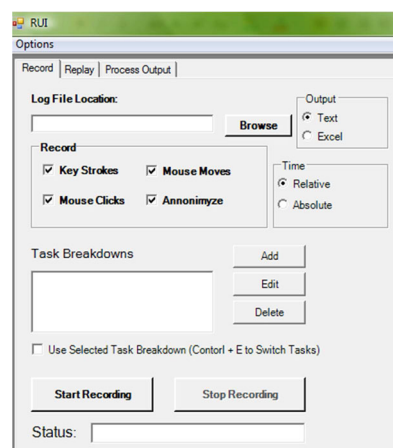 RUI
Options
Record Replay Process Output
Log File Location:
Browse
Output
Text
Excel
Record
Key Strokes Mouse Moves
Mouse Clicks Annonimyze
Time
Relative
Absolute
Task Breakdowns
Add
Edit
Delete
Use Selected Task Breakdown (Contorl + E to Switch Tasks)
Start Recording Stop Recording
Status: